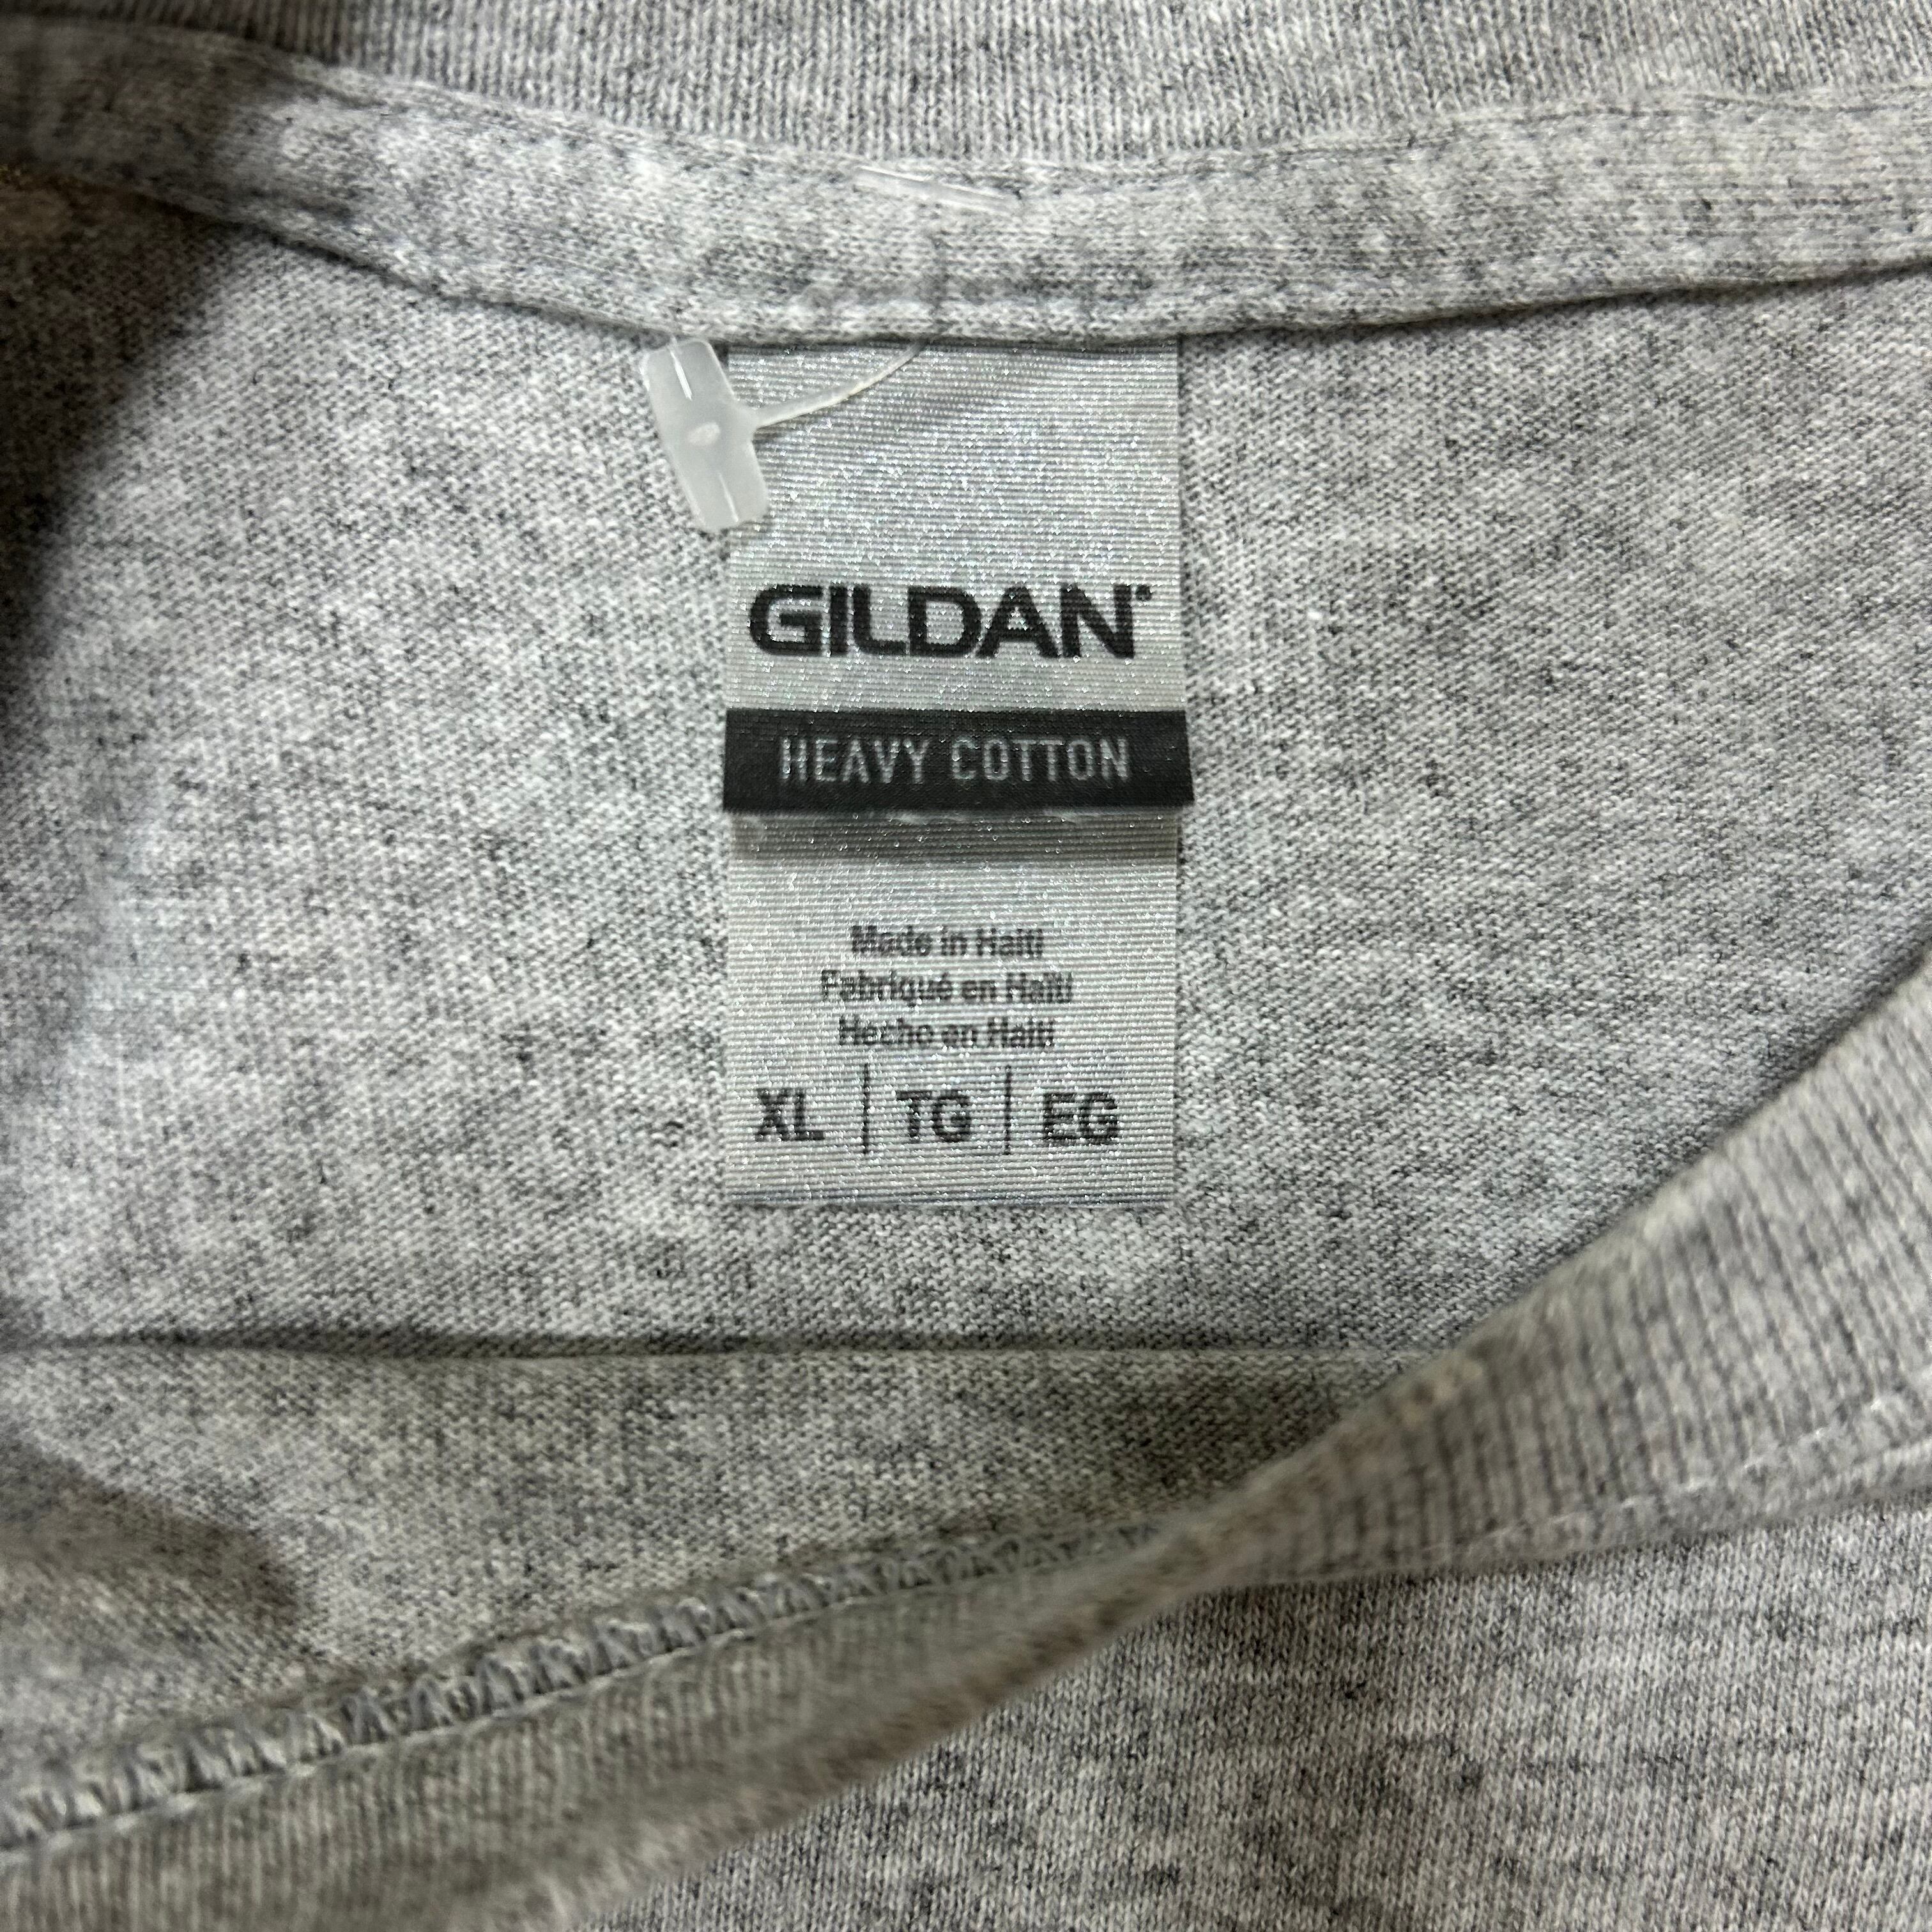 GILDAN
HEAVY COTTON
Made in Haiti
Fabriqué en Haïti
Hecho en Haití
XL | TG | EG